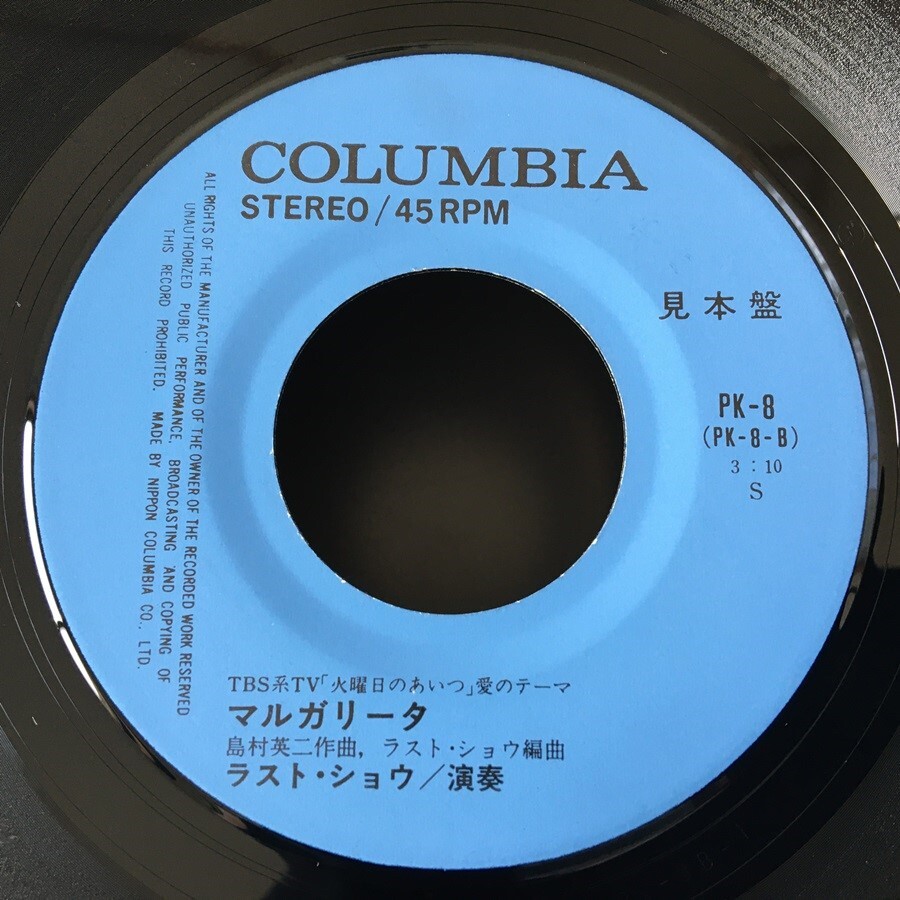 COLUMBIA
STEREO/45 RPM
見本盤
PK-8
(PK-8-B)
3:10
S
ALL RIGHTS OF THE MANUFACTURER AND OF THE OWNER OF THE RECORDED WORK RESERVED
UNAUTHORIZED PUBLIC PERFORMANCE, BROADCASTING AND COPYING OF
THIS RECORD PROHIBITED. MADE BY NIPPON COLUMBIA CO., LTD.
TBS系TV「火曜日のあいつ」愛のテーマ
マルガリータ
島村英二作曲, ラスト・ショウ編曲
ラスト・ショウ/演奏